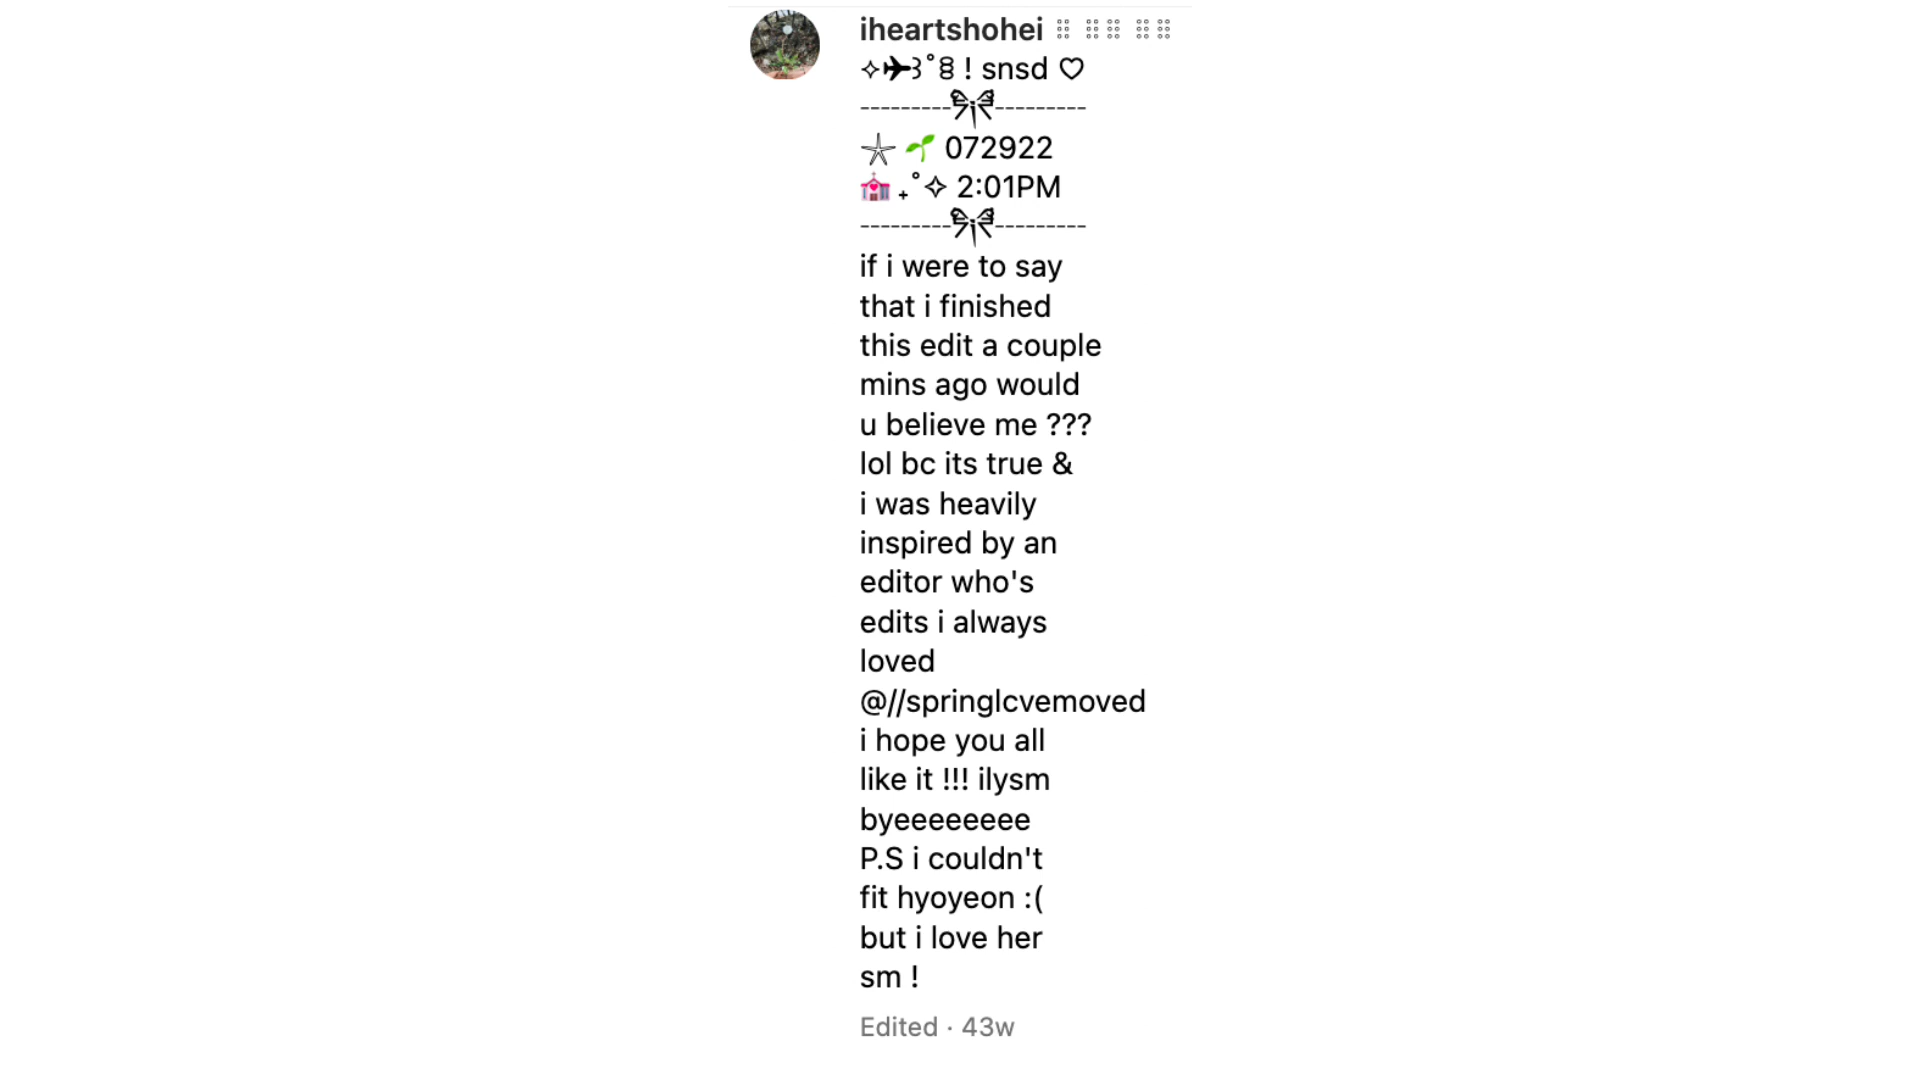 iheartshohei ⠿ ⠿⠿ ⠿⠿
✧✈︎꒱˚ꕤ ! snsd ♡
---------୨୧---------
𓇼 🌱 072922
💒 ₊˚✧ 2:01PM
---------୨୧---------
if i were to say
that i finished
this edit a couple
mins ago would
u believe me ???
lol bc its true &
i was heavily
inspired by an
editor who's
edits i always
loved
@//springlcvemoved
i hope you all
like it !!! ilysm
byeeeeeeee
P.S i couldn't
fit hyoyeon :(
but i love her
sm !
Edited · 43w